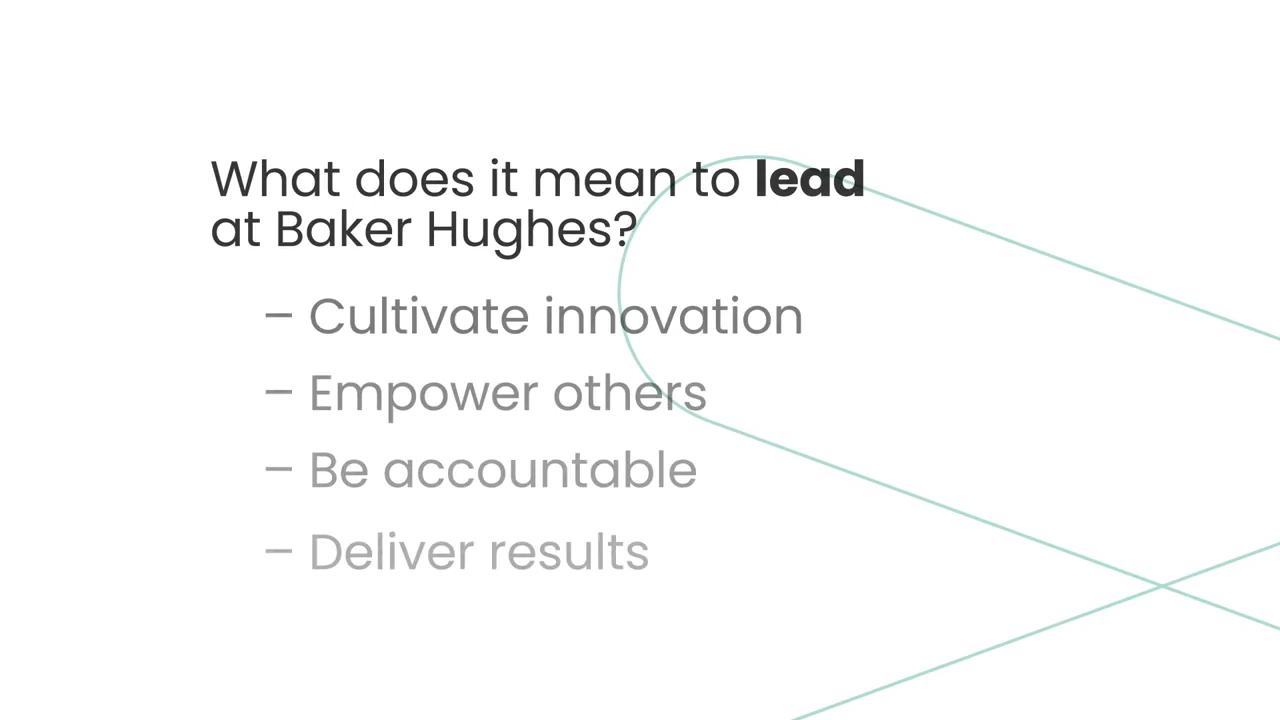 What does it mean to lead
at Baker Hughes?
– Cultivate innovation
– Empower others
– Be accountable
– Deliver results